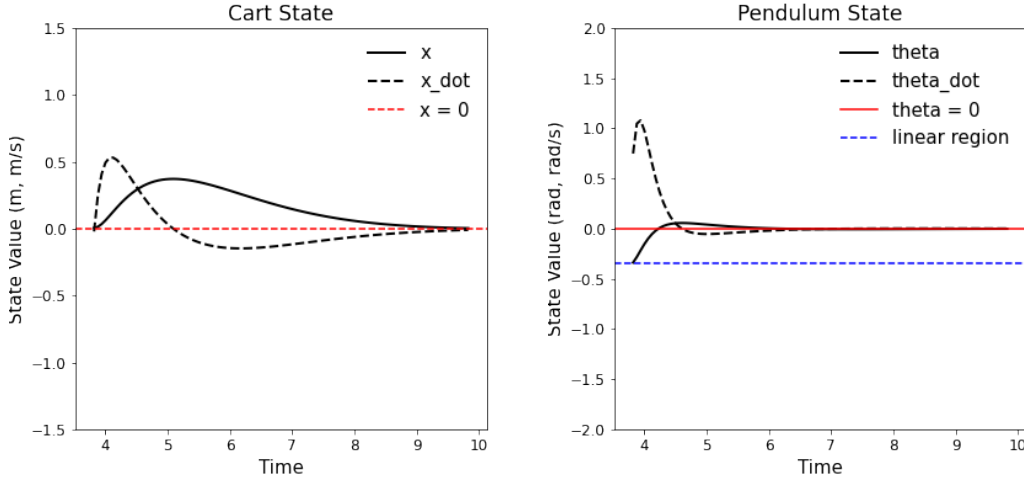 Cart State
1.5
1.0
0.5
0.0
−0.5
−1.0
−1.5
4 5 6 7 8 9 10
Time
State Value (m, m/s)
x
x_dot
x = 0
Pendulum State
2.0
1.5
1.0
0.5
0.0
−0.5
−1.0
−1.5
−2.0
4 5 6 7 8 9 10
Time
State Value (rad, rad/s)
theta
theta_dot
theta = 0
linear region